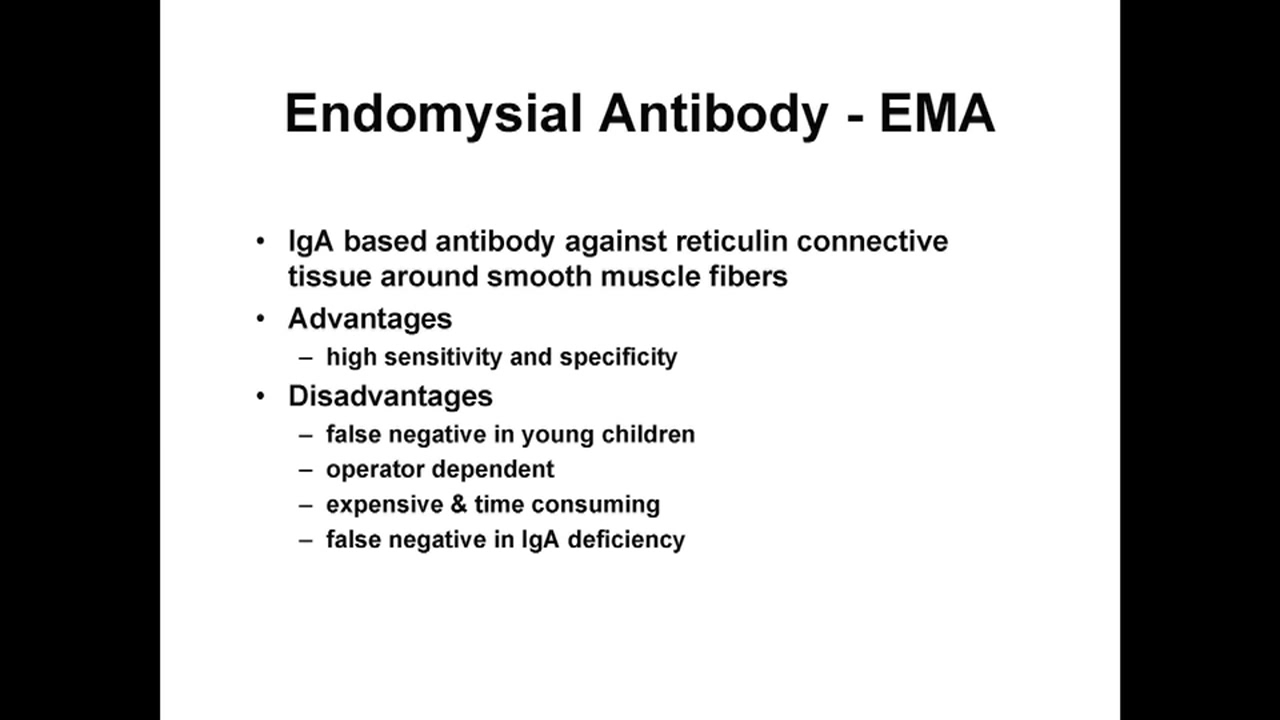 Endomysial Antibody - EMA
• IgA based antibody against reticulin connective
tissue around smooth muscle fibers
• Advantages
– high sensitivity and specificity
• Disadvantages
– false negative in young children
– operator dependent
– expensive & time consuming
– false negative in IgA deficiency